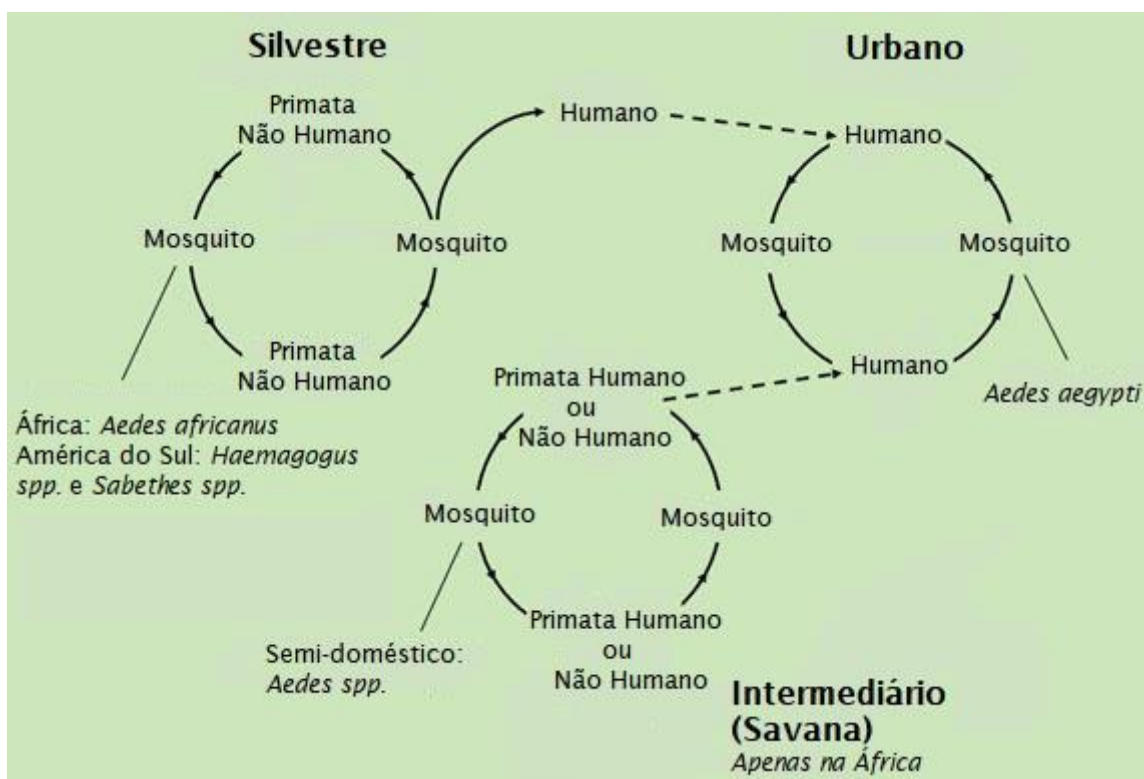 Silvestre
Primata
Não Humano
Mosquito
Mosquito
Primata
Não Humano
África: Aedes africanus
América do Sul: Haemagogus
spp. e Sabethes spp.
Humano
Urbano
Humano
Mosquito
Mosquito
Humano
Aedes aegypti
Primata Humano
ou
Não Humano
Mosquito
Mosquito
Primata Humano
ou
Não Humano
Semi-doméstico:
Aedes spp.
Intermediário
(Savana)
Apenas na África